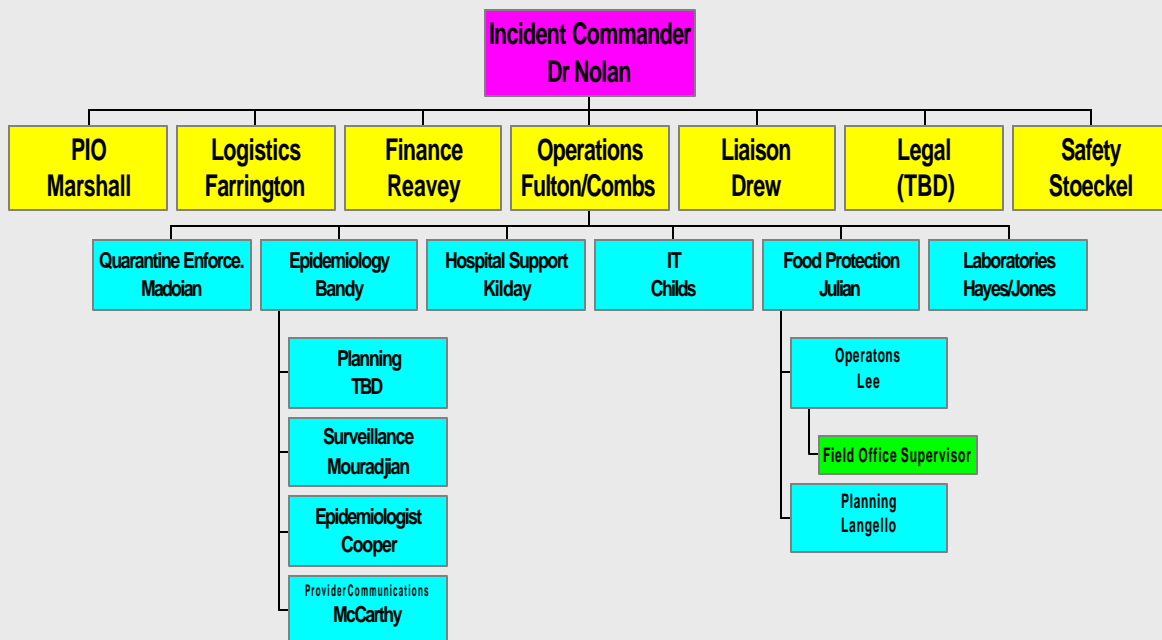 Incident Commander
Dr Nolan
PIO
Marshall
Logistics
Farrington
Finance
Reavey
Operations
Fulton/Combs
Liaison
Drew
Legal
(TBD)
Safety
Stoeckel
Quarantine Enforce.
Madoian
Epidemiology
Bandy
Hospital Support
Kilday
IT
Childs
Food Protection
Julian
Laboratories
Hayes/Jones
Planning
TBD
Surveillance
Mouradjian
Epidemiologist
Cooper
Provider Communications
McCarthy
Operatons
Lee
Field Office Supervisor
Planning
Langello